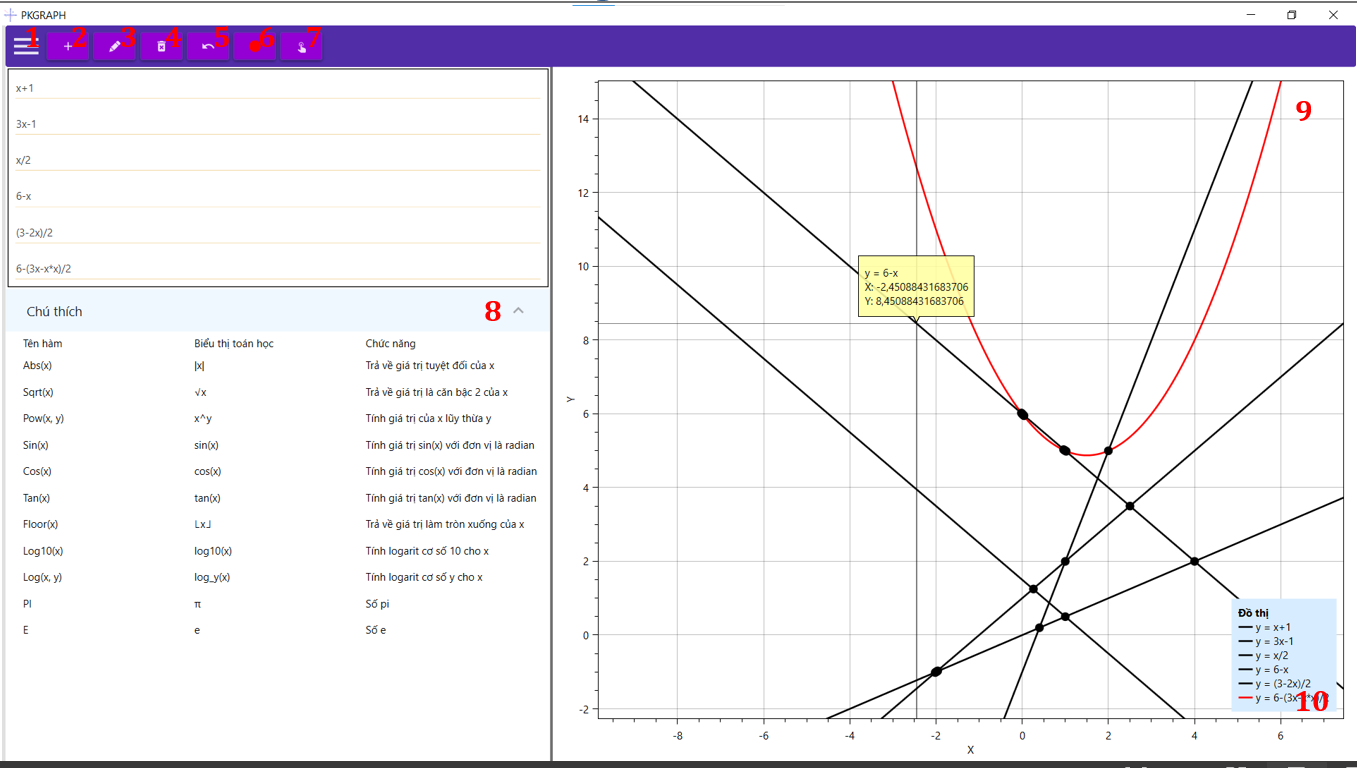 PKGRAPH
1 2 3 4 5 6 7
x+1
3x-1
x/2
6-x
(3-2x)/2
6-(3x-x*x)/2
Chú thích 8
Tên hàm Biểu thị toán học Chức năng
Abs(x) |x| Trả về giá trị tuyệt đối của x
Sqrt(x) √x Trả về giá trị là căn bậc 2 của x
Pow(x, y) x^y Tính giá trị của x lũy thừa y
Sin(x) sin(x) Tính giá trị sin(x) với đơn vị là radian
Cos(x) cos(x) Tính giá trị cos(x) với đơn vị là radian
Tan(x) tan(x) Tính giá trị tan(x) với đơn vị là radian
Floor(x) ⌊x⌋ Trả về giá trị làm tròn xuống của x
Log10(x) log10(x) Tính logarit cơ số 10 cho x
Log(x, y) log_y(x) Tính logarit cơ số y cho x
PI π Số pi
E e Số e
9
14
12
10
8
6
4
2
0
-2
Y
y = 6-x
X: -2,45088431683706
Y: 8,45088431683706
Đồ thị
y = x+1
y = 3x-1
y = x/2
y = 6-x
y = (3-2x)/2
y = 6-(3x-x*x)/2
10
-8 -6 -4 -2 0 2 4 6
X